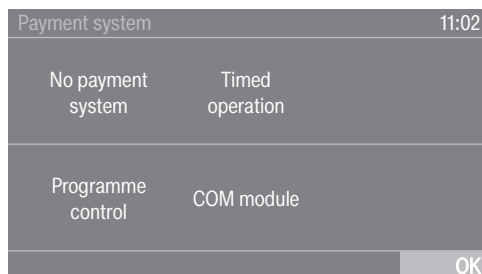 Payment system 11:02
No payment
system
Timed
operation
Programme
control
COM module
OK